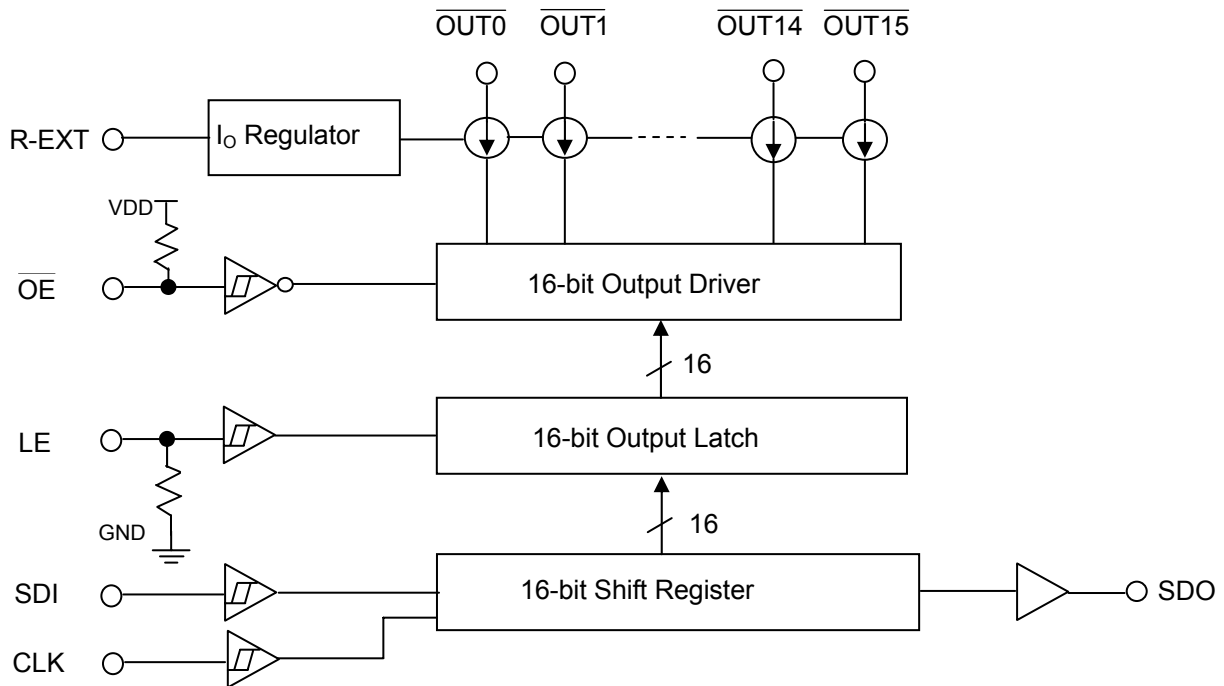 OUT0 OUT1 OUT14 OUT15
R-EXT IO Regulator
VDD
OE 16-bit Output Driver
16
LE 16-bit Output Latch
GND
16
SDI 16-bit Shift Register SDO
CLK